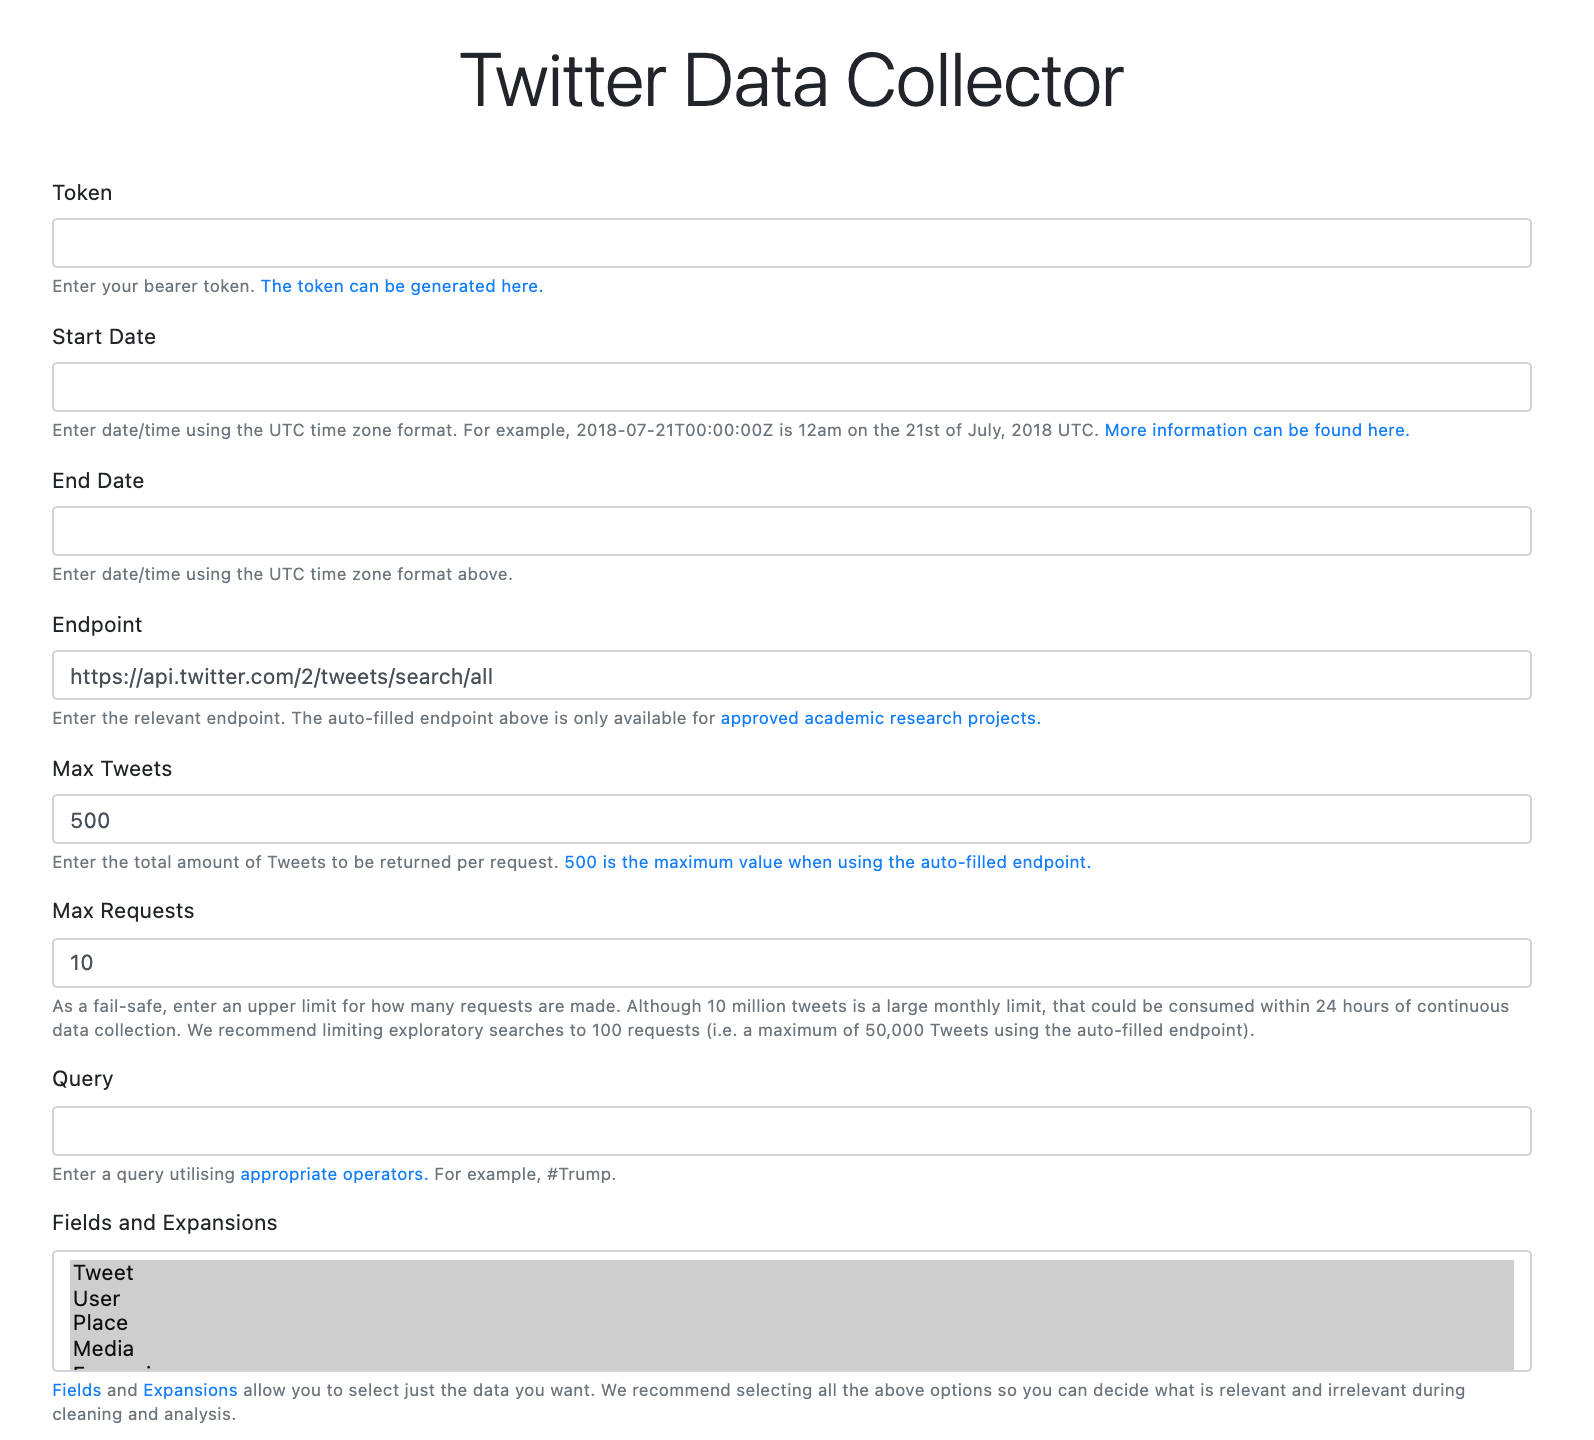 Twitter Data Collector
Token
Enter your bearer token. The token can be generated here.
Start Date
Enter date/time using the UTC time zone format. For example, 2018-07-21T00:00:00Z is 12am on the 21st of July, 2018 UTC. More information can be found here.
End Date
Enter date/time using the UTC time zone format above.
Endpoint
https://api.twitter.com/2/tweets/search/all
Enter the relevant endpoint. The auto-filled endpoint above is only available for approved academic research projects.
Max Tweets
500
Enter the total amount of Tweets to be returned per request. 500 is the maximum value when using the auto-filled endpoint.
Max Requests
10
As a fail-safe, enter an upper limit for how many requests are made. Although 10 million tweets is a large monthly limit, that could be consumed within 24 hours of continuous
data collection. We recommend limiting exploratory searches to 100 requests (i.e. a maximum of 50,000 Tweets using the auto-filled endpoint).
Query
Enter a query utilising appropriate operators. For example, #Trump.
Fields and Expansions
Tweet
User
Place
Media
Fields and Expansions allow you to select just the data you want. We recommend selecting all the above options so you can decide what is relevant and irrelevant during
cleaning and analysis.